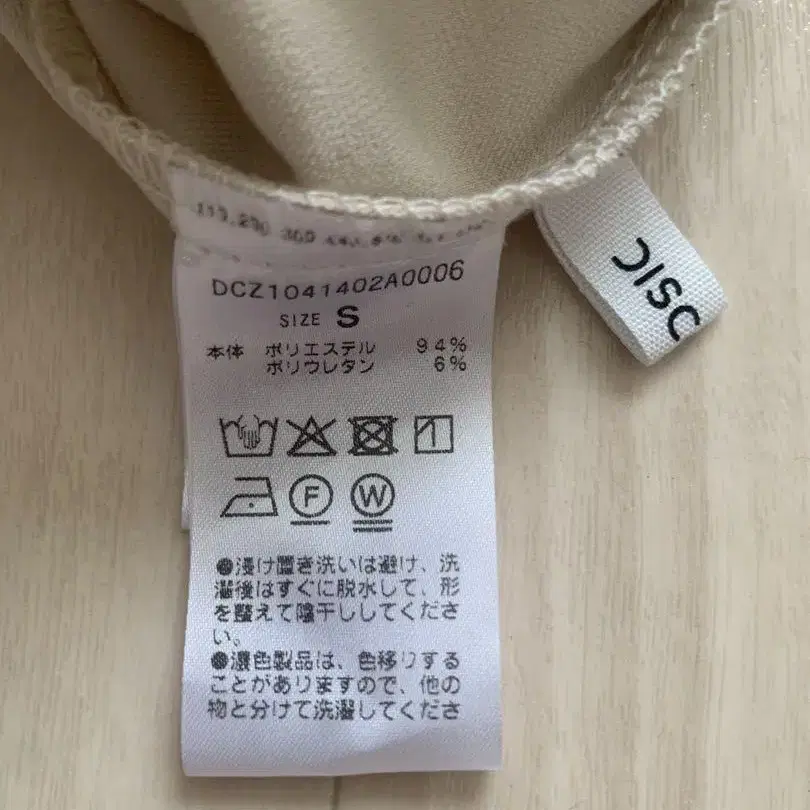 DCZ1041402A0006
SIZE S
本体 ポリエステル 94%
ポリウレタン 6%
F
W
●浸け置き洗いは避け、洗
濯後はすぐに脱水して、形
を整えて陰干ししてくださ
い。
●濃色製品は、色移りする
ことがありますので、他の
物と分けて洗濯してくださ
DISC